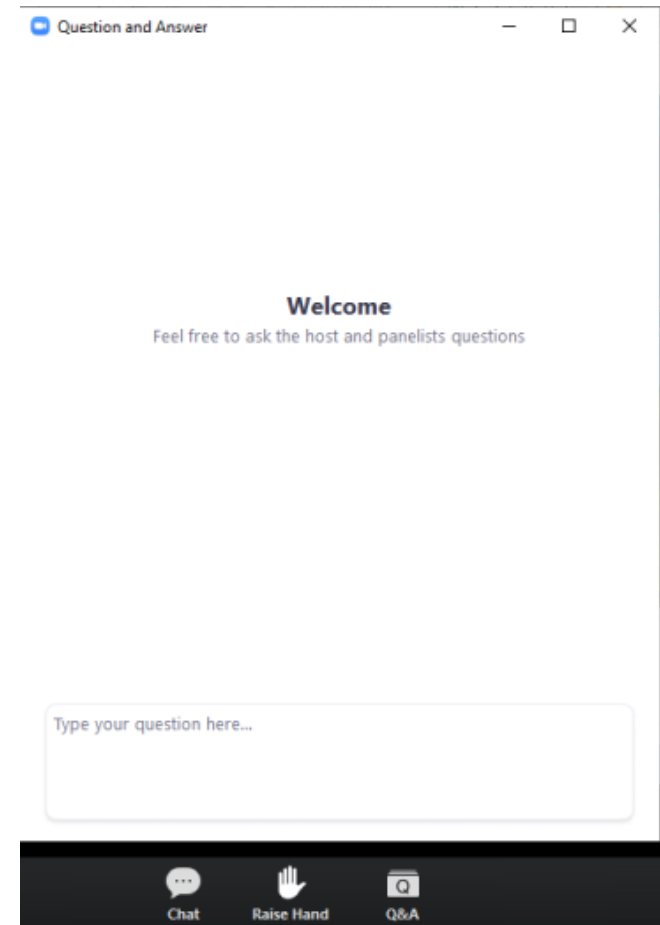 Question and Answer
Welcome
Feel free to ask the host and panelists questions
Type your question here...
Chat Raise Hand Q&A